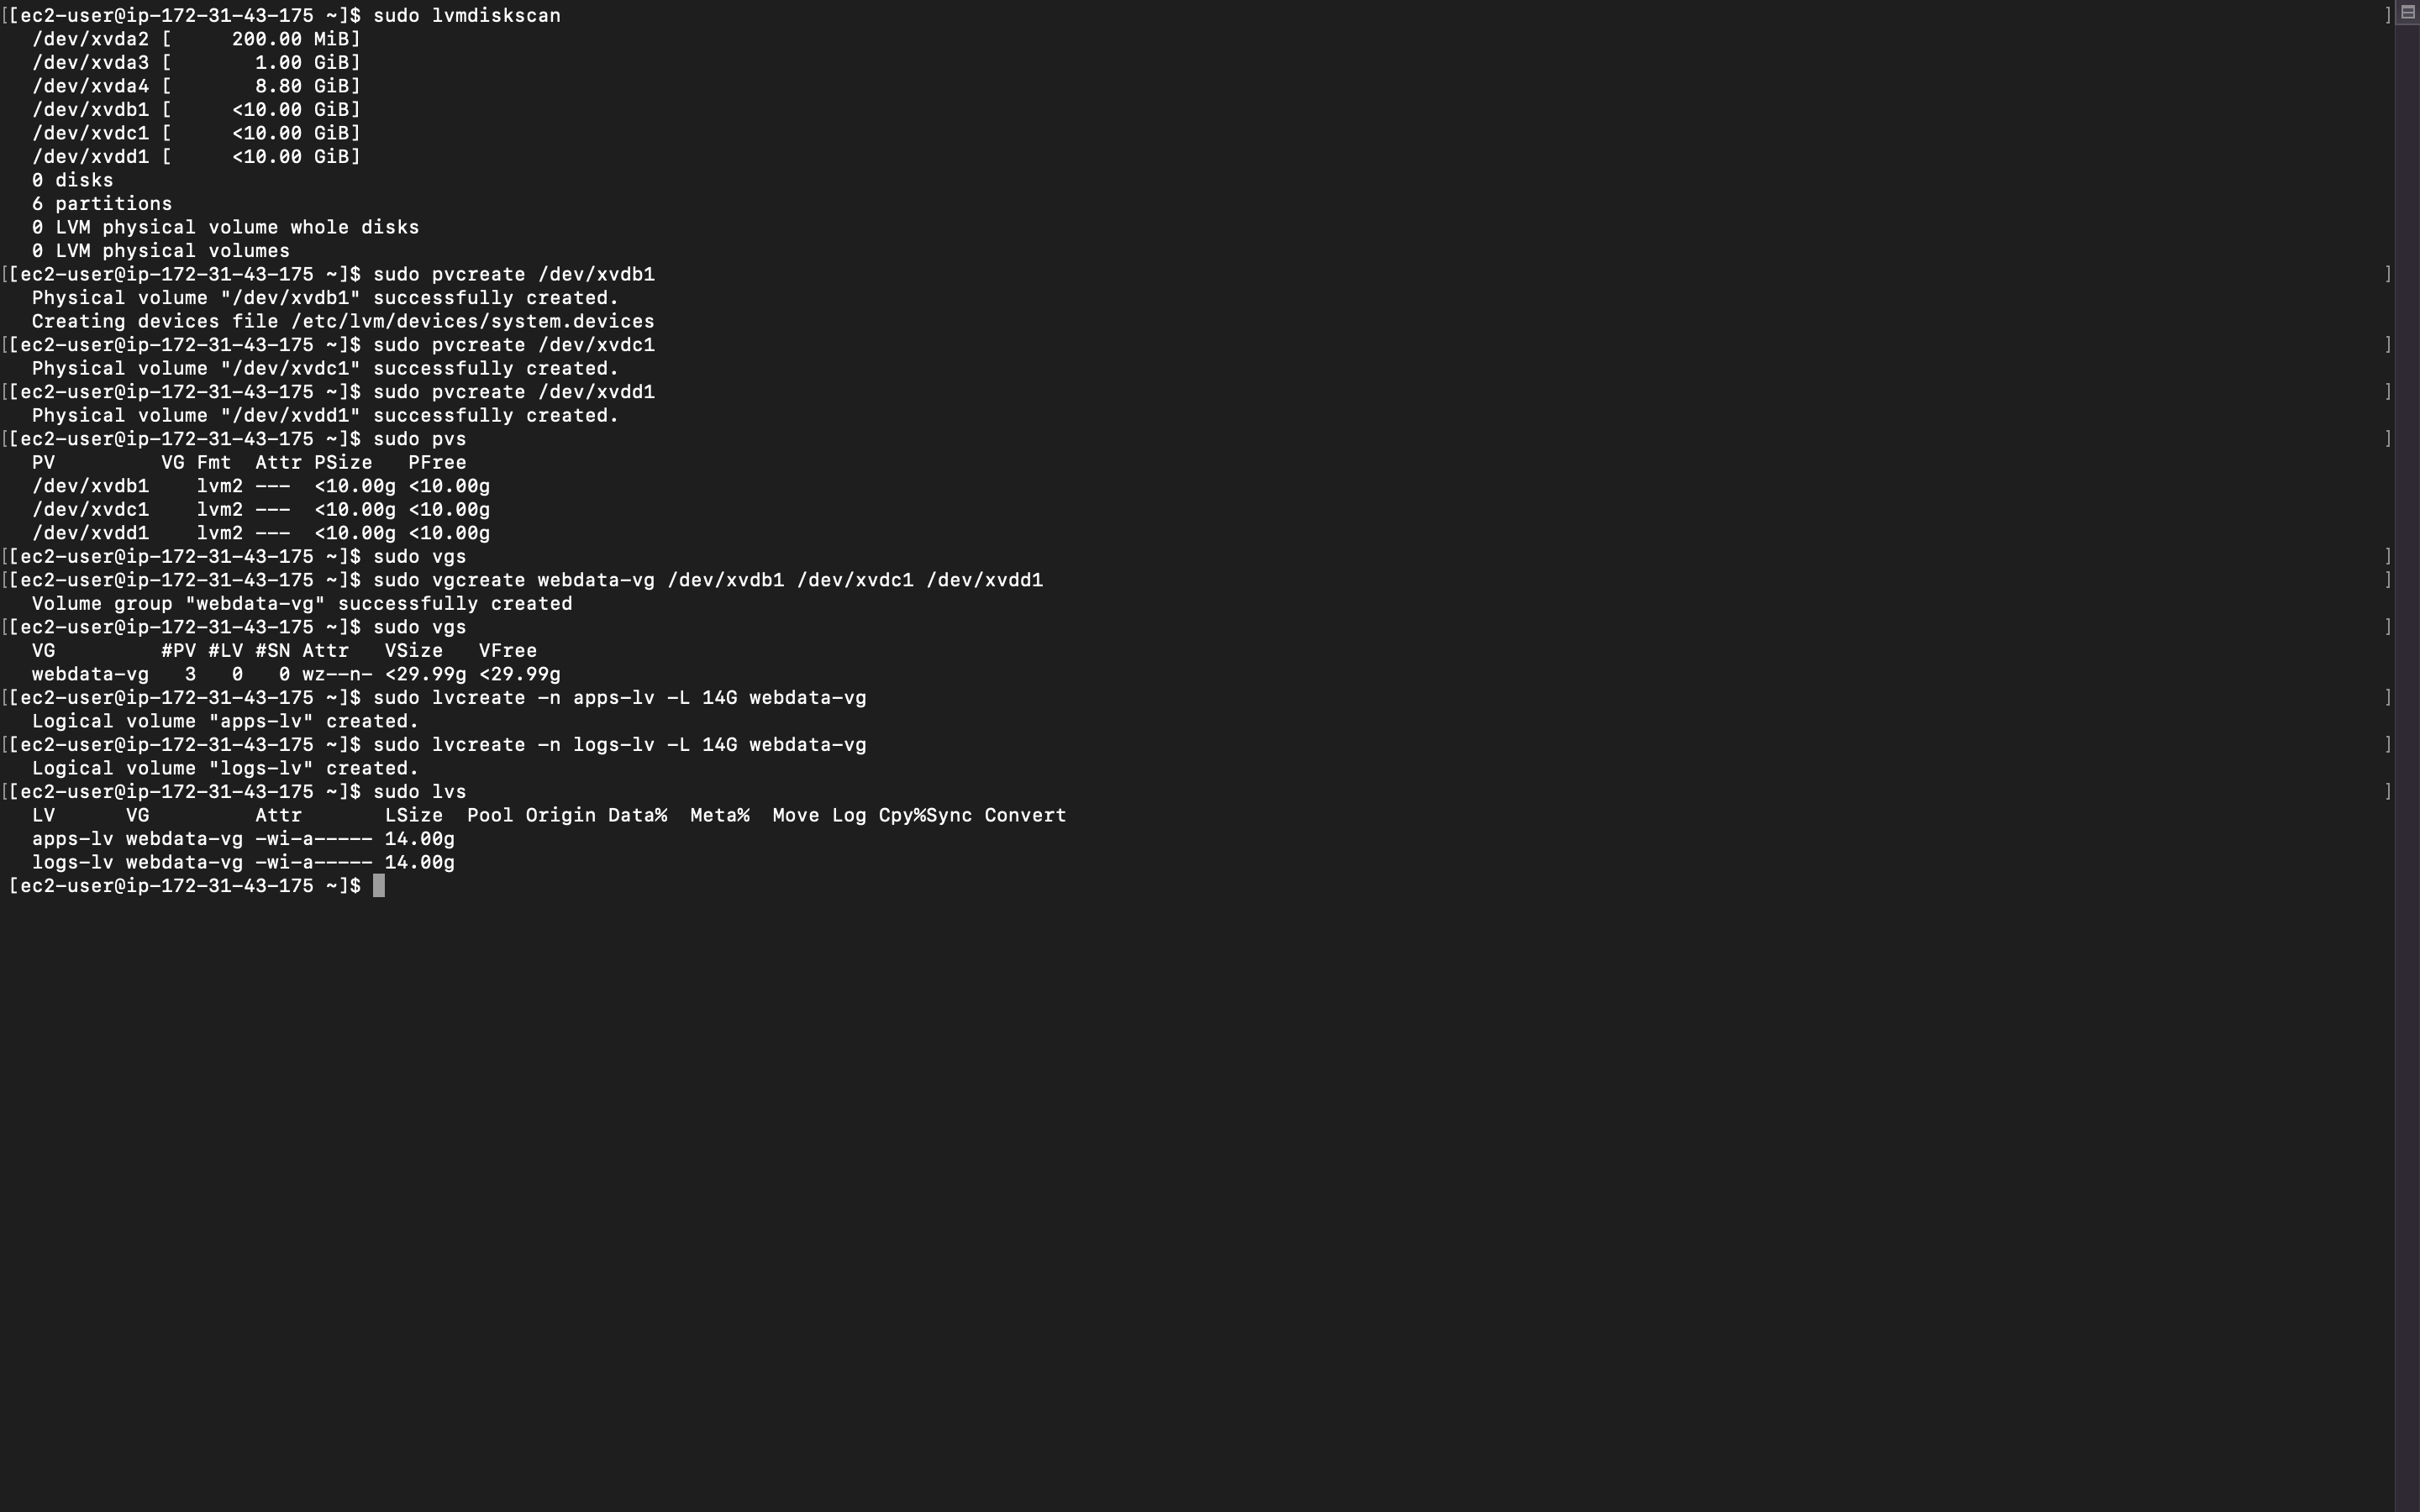 [[ec2-user@ip-172-31-43-175 ~]$ sudo lvmdiskscan ]
  /dev/xvda2 [     200.00 MiB]
  /dev/xvda3 [       1.00 GiB]
  /dev/xvda4 [       8.80 GiB]
  /dev/xvdb1 [     <10.00 GiB]
  /dev/xvdc1 [     <10.00 GiB]
  /dev/xvdd1 [     <10.00 GiB]
  0 disks
  6 partitions
  0 LVM physical volume whole disks
  0 LVM physical volumes
[[ec2-user@ip-172-31-43-175 ~]$ sudo pvcreate /dev/xvdb1 ]
  Physical volume "/dev/xvdb1" successfully created.
  Creating devices file /etc/lvm/devices/system.devices
[[ec2-user@ip-172-31-43-175 ~]$ sudo pvcreate /dev/xvdc1 ]
  Physical volume "/dev/xvdc1" successfully created.
[[ec2-user@ip-172-31-43-175 ~]$ sudo pvcreate /dev/xvdd1 ]
  Physical volume "/dev/xvdd1" successfully created.
[[ec2-user@ip-172-31-43-175 ~]$ sudo pvs ]
  PV         VG Fmt  Attr PSize   PFree
  /dev/xvdb1    lvm2 ---  <10.00g <10.00g
  /dev/xvdc1    lvm2 ---  <10.00g <10.00g
  /dev/xvdd1    lvm2 ---  <10.00g <10.00g
[[ec2-user@ip-172-31-43-175 ~]$ sudo vgs ]
[[ec2-user@ip-172-31-43-175 ~]$ sudo vgcreate webdata-vg /dev/xvdb1 /dev/xvdc1 /dev/xvdd1 ]
  Volume group "webdata-vg" successfully created
[[ec2-user@ip-172-31-43-175 ~]$ sudo vgs ]
  VG         #PV #LV #SN Attr   VSize   VFree
  webdata-vg   3   0   0 wz--n- <29.99g <29.99g
[[ec2-user@ip-172-31-43-175 ~]$ sudo lvcreate -n apps-lv -L 14G webdata-vg ]
  Logical volume "apps-lv" created.
[[ec2-user@ip-172-31-43-175 ~]$ sudo lvcreate -n logs-lv -L 14G webdata-vg ]
  Logical volume "logs-lv" created.
[[ec2-user@ip-172-31-43-175 ~]$ sudo lvs ]
  LV      VG         Attr       LSize  Pool Origin Data%  Meta%  Move Log Cpy%Sync Convert
  apps-lv webdata-vg -wi-a----- 14.00g
  logs-lv webdata-vg -wi-a----- 14.00g
[ec2-user@ip-172-31-43-175 ~]$